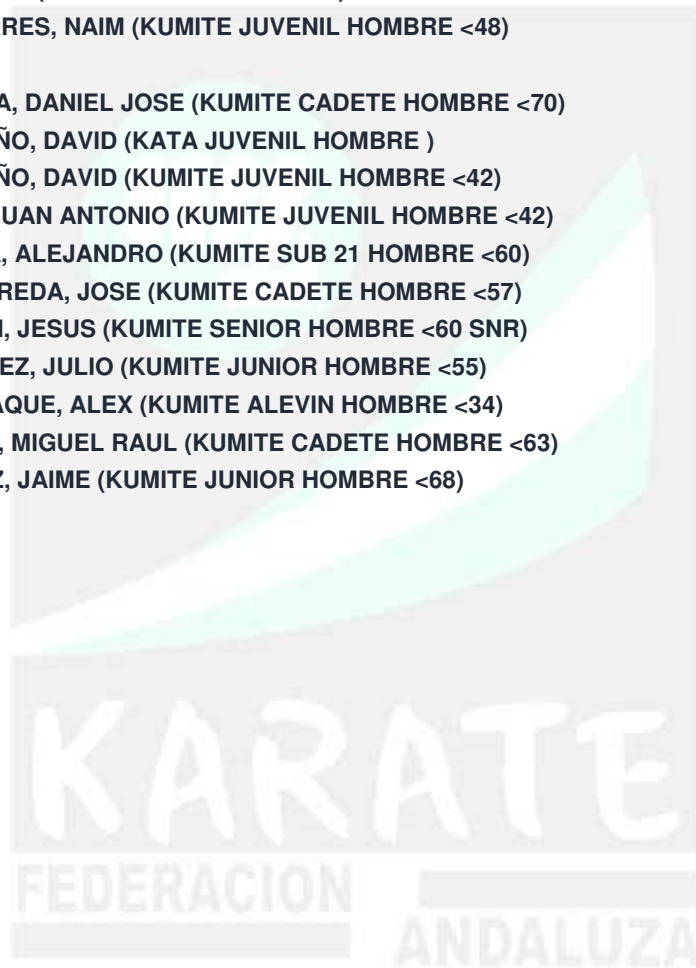 RRES, NAIM (KUMITE JUVENIL HOMBRE <48)
A, DANIEL JOSE (KUMITE CADETE HOMBRE <70)
ÑO, DAVID (KATA JUVENIL HOMBRE )
ÑO, DAVID (KUMITE JUVENIL HOMBRE <42)
UAN ANTONIO (KUMITE JUVENIL HOMBRE <42)
, ALEJANDRO (KUMITE SUB 21 HOMBRE <60)
REDA, JOSE (KUMITE CADETE HOMBRE <57)
, JESUS (KUMITE SENIOR HOMBRE <60 SNR)
EZ, JULIO (KUMITE JUNIOR HOMBRE <55)
AQUE, ALEX (KUMITE ALEVIN HOMBRE <34)
, MIGUEL RAUL (KUMITE CADETE HOMBRE <63)
Z, JAIME (KUMITE JUNIOR HOMBRE <68)
KARATE
FEDERACION
ANDALUZA